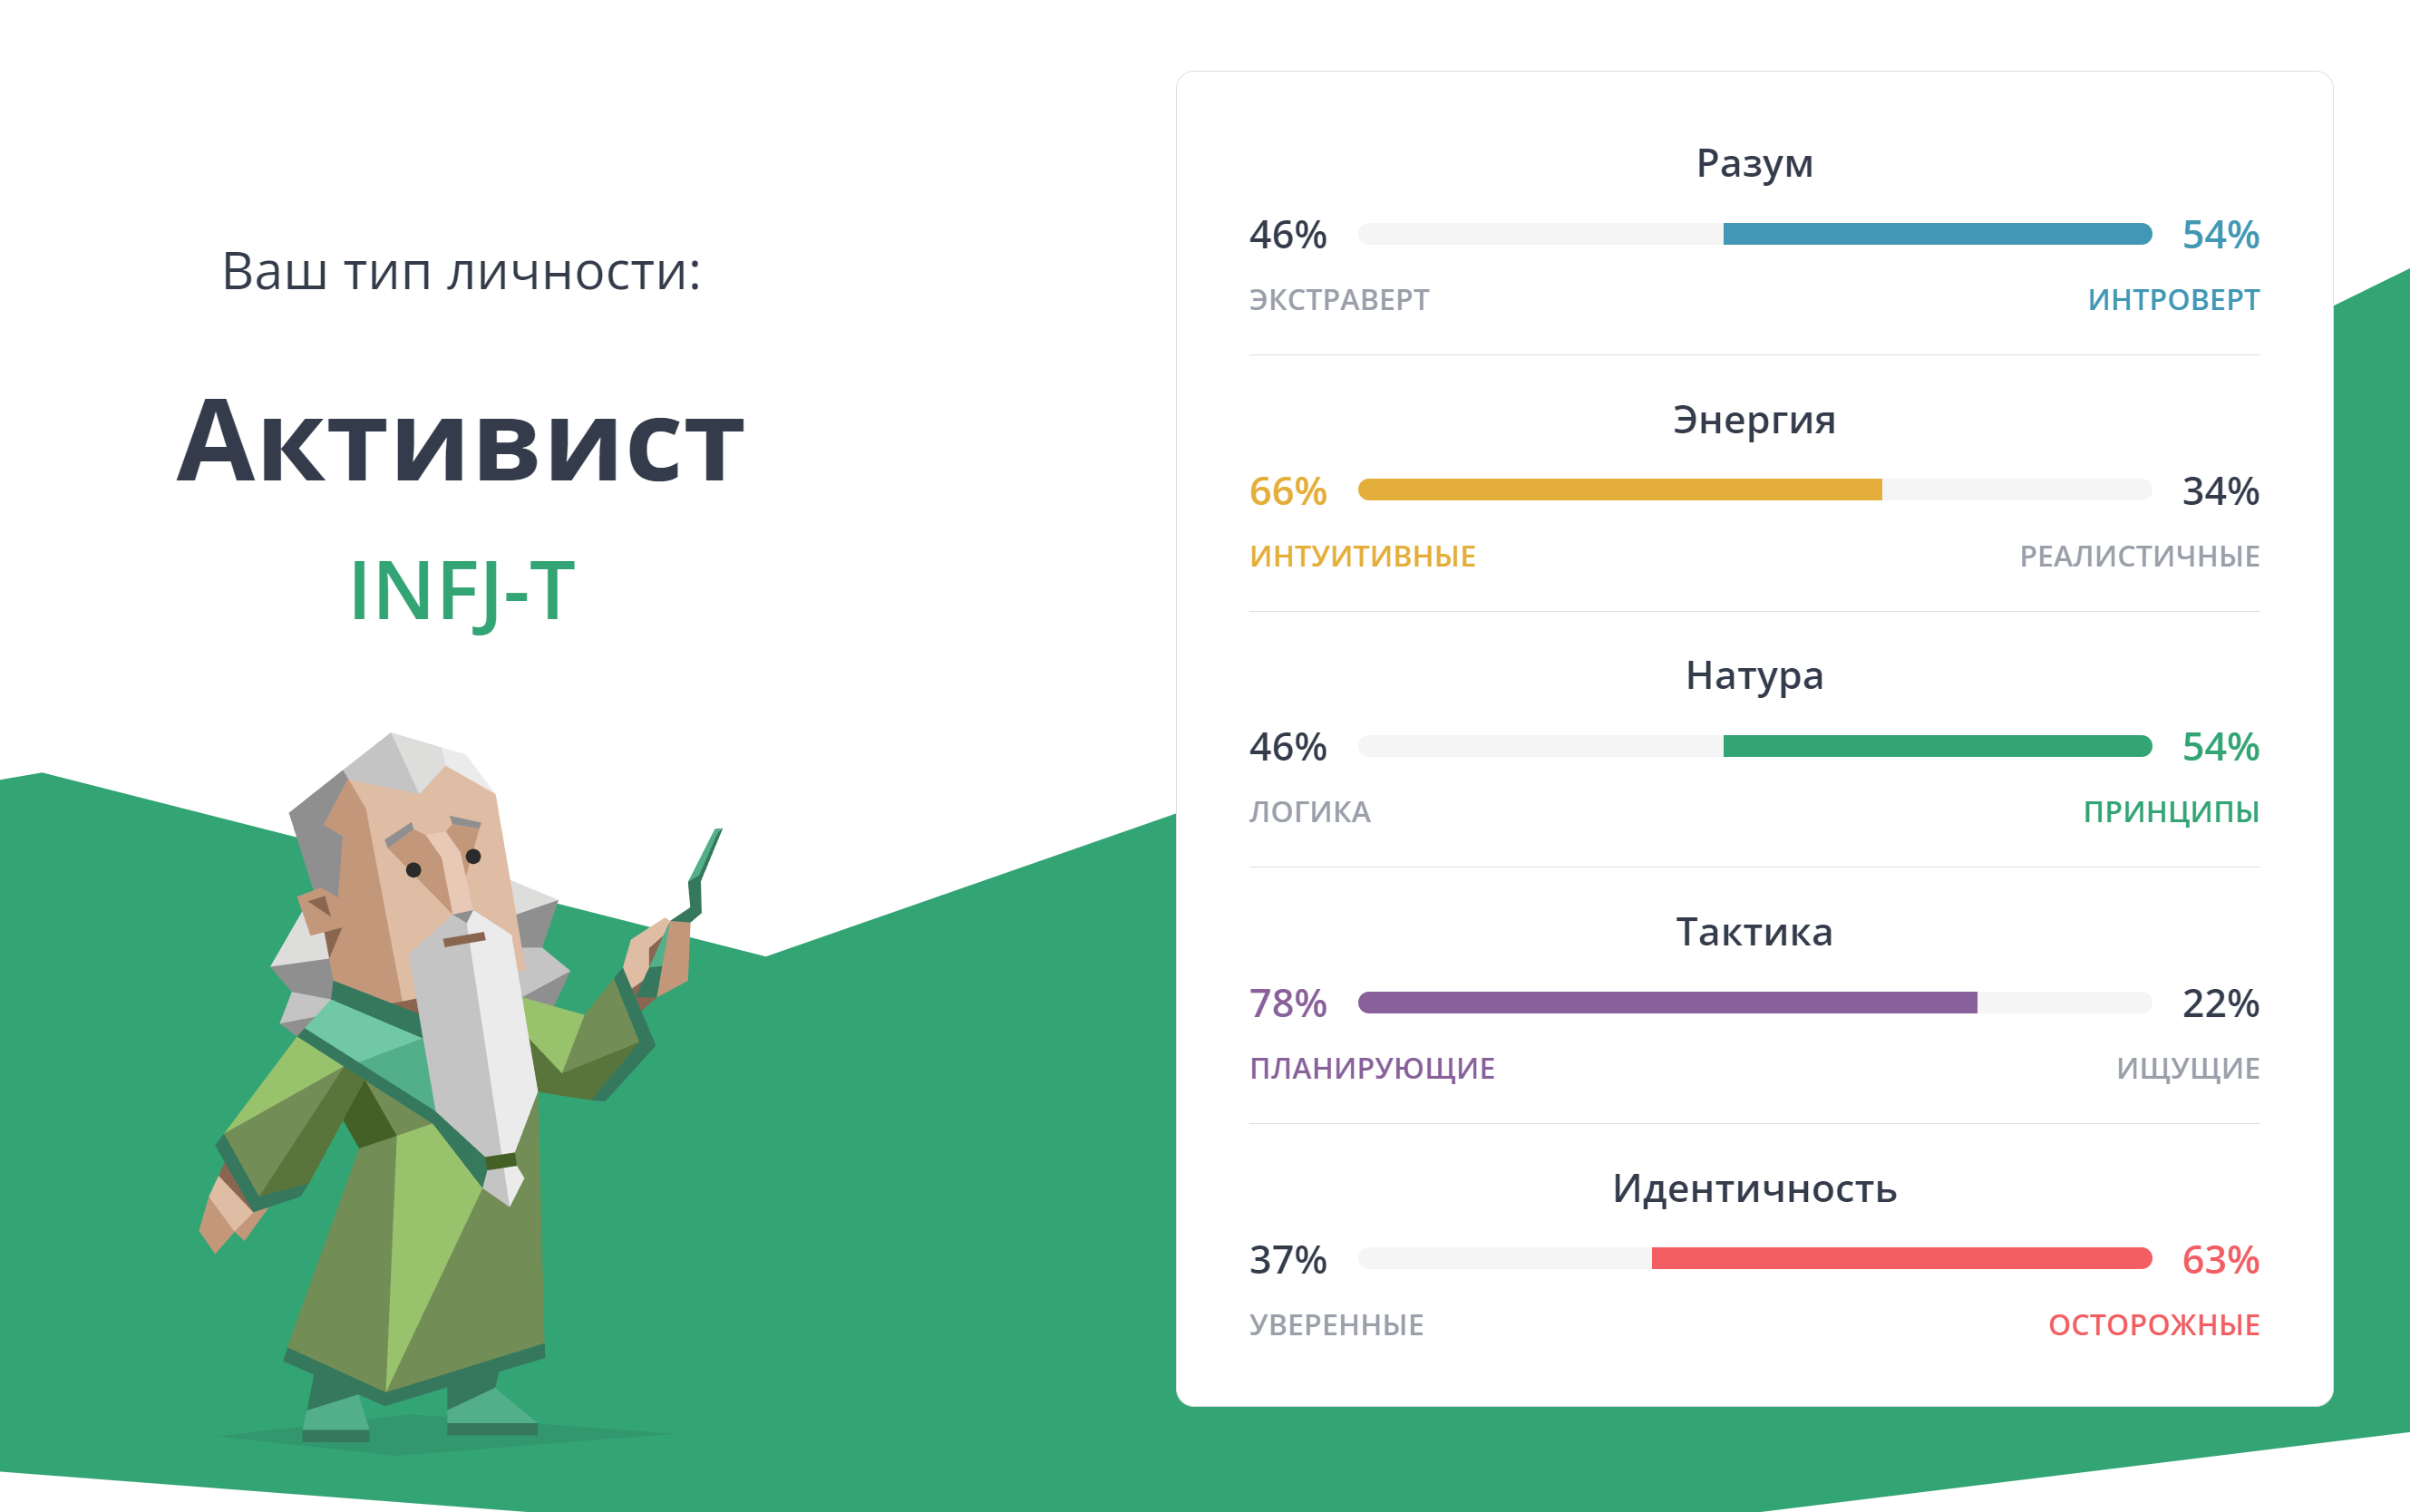 Ваш тип личности:
Активист
INFJ-T
Разум
46% 54%
ЭКСТРАВЕРТ ИНТРОВЕРТ
Энергия
66% 34%
ИНТУИТИВНЫЕ РЕАЛИСТИЧНЫЕ
Натура
46% 54%
ЛОГИКА ПРИНЦИПЫ
Тактика
78% 22%
ПЛАНИРУЮЩИЕ ИЩУЩИЕ
Идентичность
37% 63%
УВЕРЕННЫЕ ОСТОРОЖНЫЕ